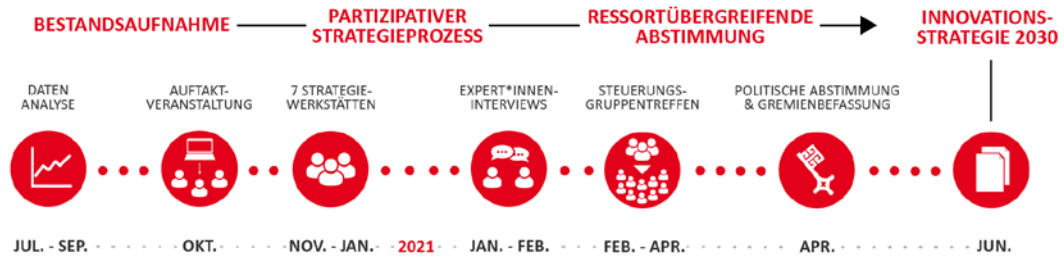 BESTANDSAUFNAHME
PARTIZIPATIVER
STRATEGIEPROZESS
RESSORTÜBERGREIFENDE
ABSTIMMUNG
INNOVATIONS-
STRATEGIE 2030
DATEN
ANALYSE
AUFTAKT-
VERANSTALTUNG
7 STRATEGIE-
WERKSTÄTTEN
EXPERT*INNEN-
INTERVIEWS
STEUERUNGS-
GRUPPENTREFFEN
POLITISCHE ABSTIMMUNG
& GREMIENBEFASSUNG
JUL. - SEP.
OKT.
NOV. - JAN.
2021
JAN. - FEB.
FEB. - APR.
APR.
JUN.